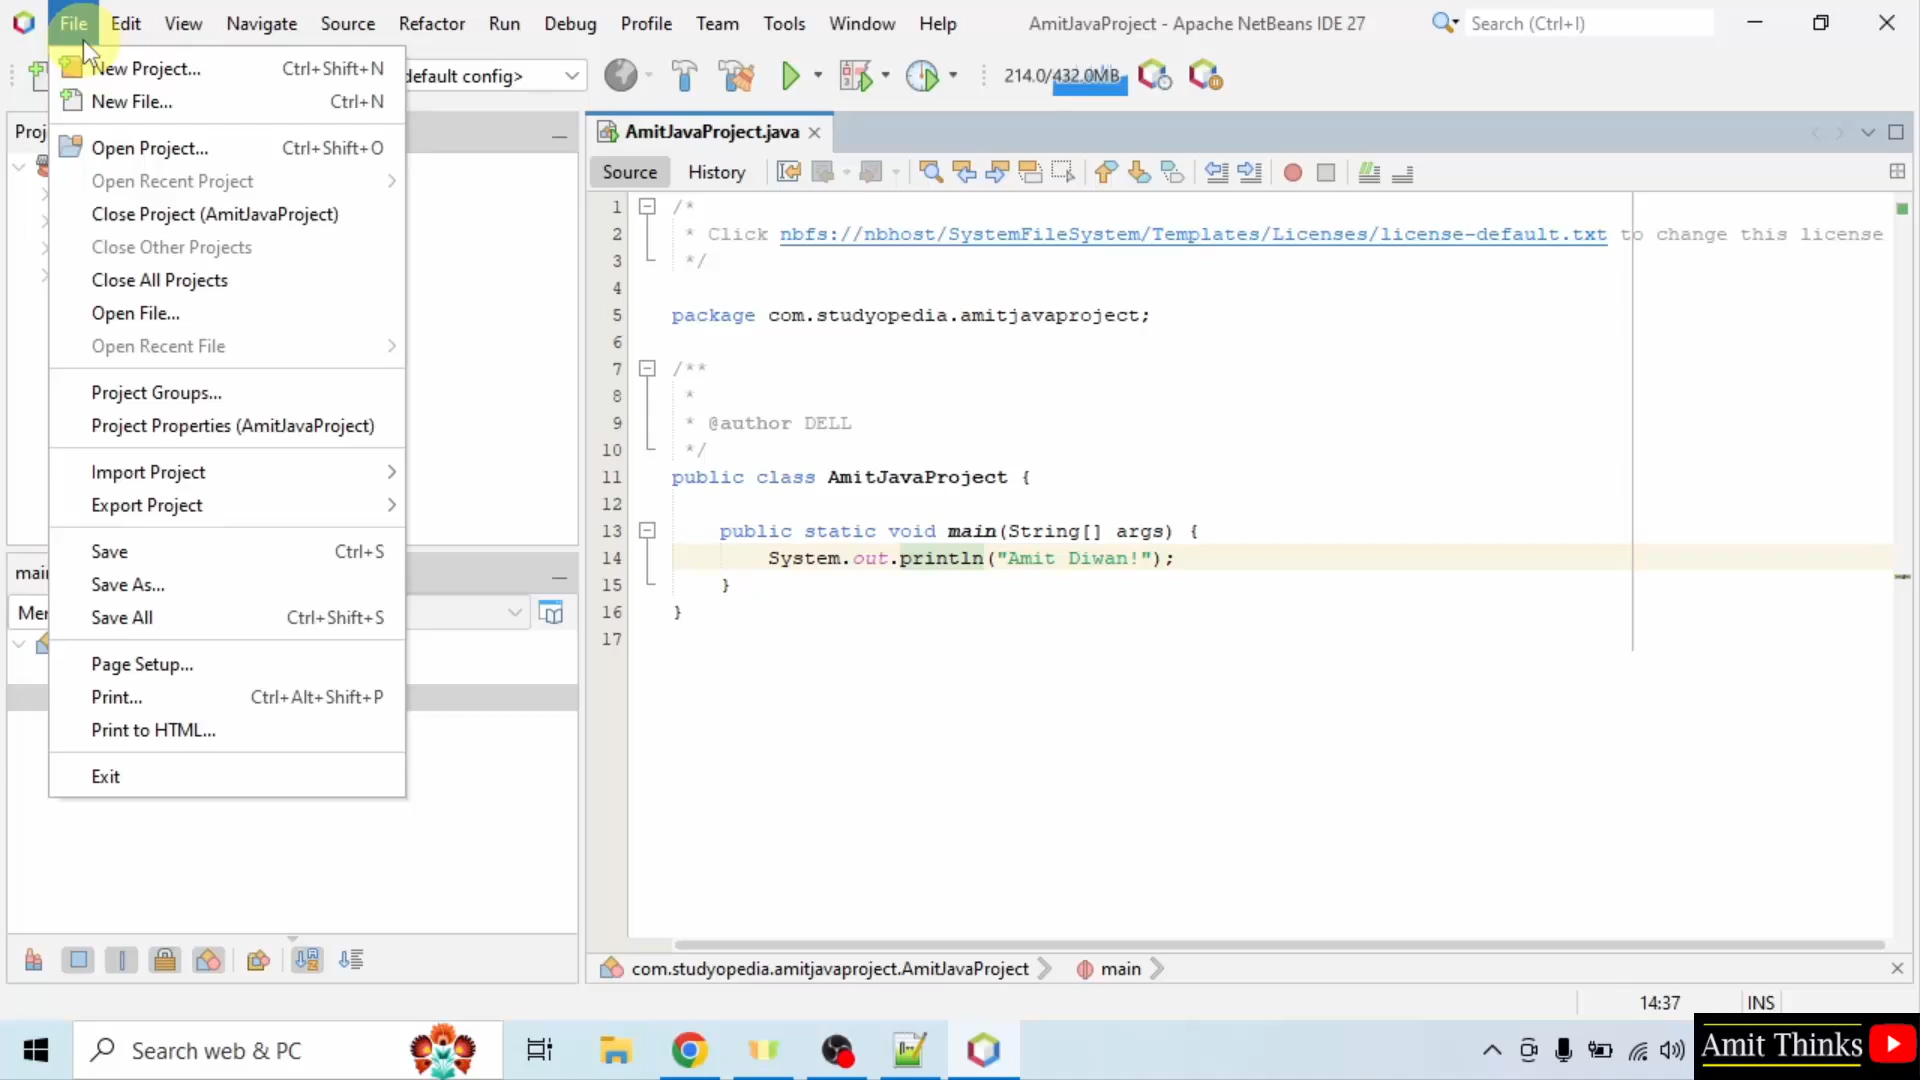 File Edit View Navigate Source Refactor Run Debug Profile Team Tools Window Help AmitJavaProject - Apache NetBeans IDE 27 Search (Ctrl+I)
New Project... Ctrl+Shift+N
New File... Ctrl+N
Open Project... Ctrl+Shift+O
Open Recent Project
Close Project (AmitJavaProject)
Close Other Projects
Close All Projects
Open File...
Open Recent File
Project Groups...
Project Properties (AmitJavaProject)
Import Project
Export Project
Save Ctrl+S
Save As...
Save All Ctrl+Shift+S
Page Setup...
Print... Ctrl+Alt+Shift+P
Print to HTML...
Exit
default config> 214.0/432.0MB
AmitJavaProject.java
Source History
1 /*
2 * Click nbfs://nbhost/SystemFileSystem/Templates/Licenses/license-default.txt to change this license
3 */
4
5 package com.studyopedia.amitjavaproject;
6
7 /**
8 *
9 * @author DELL
10 */
11 public class AmitJavaProject {
12
13 public static void main(String[] args) {
14 System.out.println("Amit Diwan!");
15 }
16 }
17
com.studyopedia.amitjavaproject.AmitJavaProject main
14:37 INS
Search web & PC
Amit Thinks